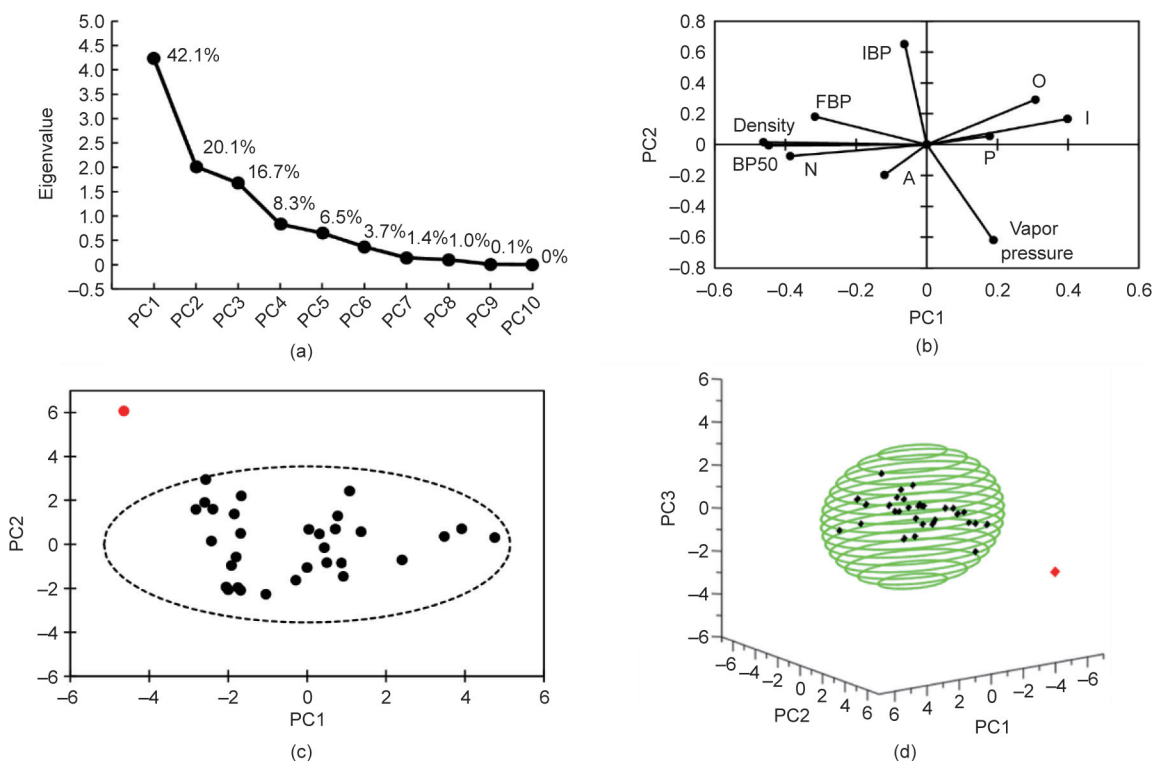 5.0
4.5
4.0
3.5
3.0
2.5
2.0
1.5
1.0
0.5
0
–0.5
Eigenvalue
42.1%
20.1%
16.7%
8.3%
6.5%
3.7%
1.4%
1.0%
0.1%
0%
PC1
PC2
PC3
PC4
PC5
PC6
PC7
PC8
PC9
PC10
(a)
0.8
0.6
0.4
0.2
0
–0.2
–0.4
–0.6
–0.8
PC2
IBP
FBP
Density
BP50
N
A
O
I
P
Vapor
pressure
–0.6
–0.4
–0.2
0
0.2
0.4
0.6
PC1
(b)
6
4
2
0
–2
–4
–6
PC2
–6
–4
–2
0
2
4
6
PC1
(c)
6
4
2
0
–2
–4
–6
PC3
–6
–4
–2
0
2
4
6
PC2
6
4
2
0
–2
–4
–6
PC1
(d)